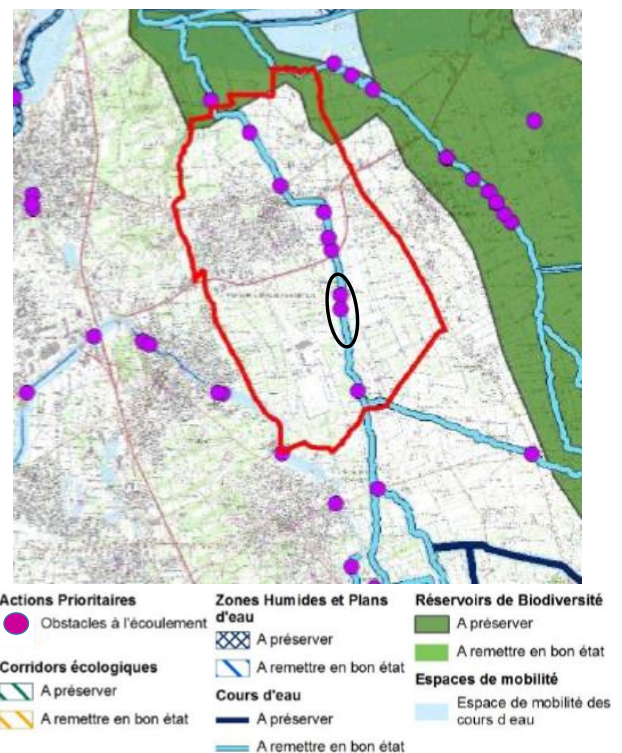 Actions Prioritaires
Obstacles à l'écoulement
Corridors écologiques
A préserver
A remettre en bon état
Zones Humides et Plans
d'eau
A préserver
A remettre en bon état
Cours d'eau
A préserver
A remettre en bon état
Réservoirs de Biodiversité
A préserver
A remettre en bon état
Espaces de mobilité
Espace de mobilité des
cours d eau